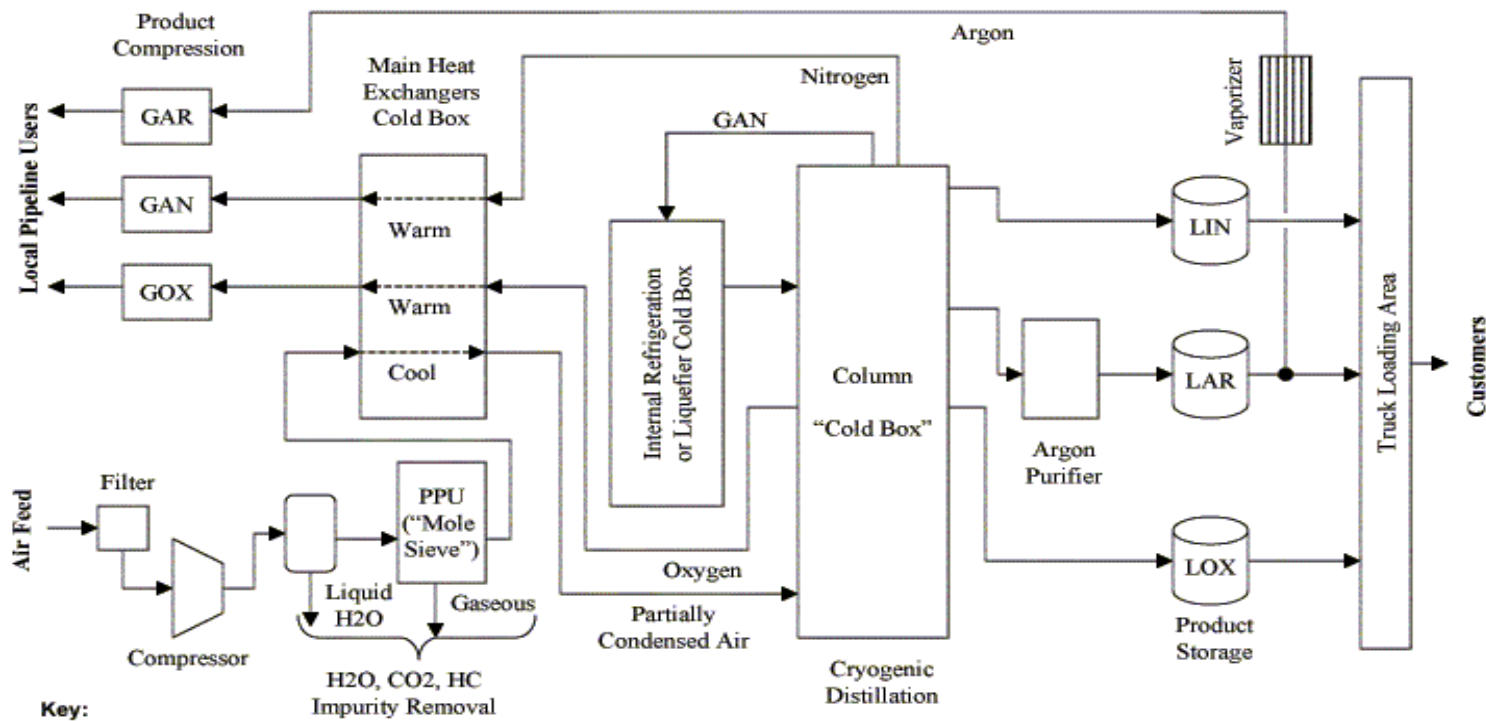 Product
Compression
Argon
Main Heat
Exchangers
Cold Box
Nitrogen
Vaporizer
GAR
GAN
Local Pipeline Users
GAN
Warm
LIN
GOX
Warm
Internal Refrigeration
or Liquefier Cold Box
Cool
Column
"Cold Box"
LAR
Truck Loading Area
Customers
Argon
Purifier
Filter
PPU
("Mole
Sieve")
Air Feed
Oxygen
LOX
Liquid
H2O
Gaseous
Partially
Condensed Air
Product
Storage
Compressor
Cryogenic
Distillation
H2O, CO2, HC
Impurity Removal
Key: